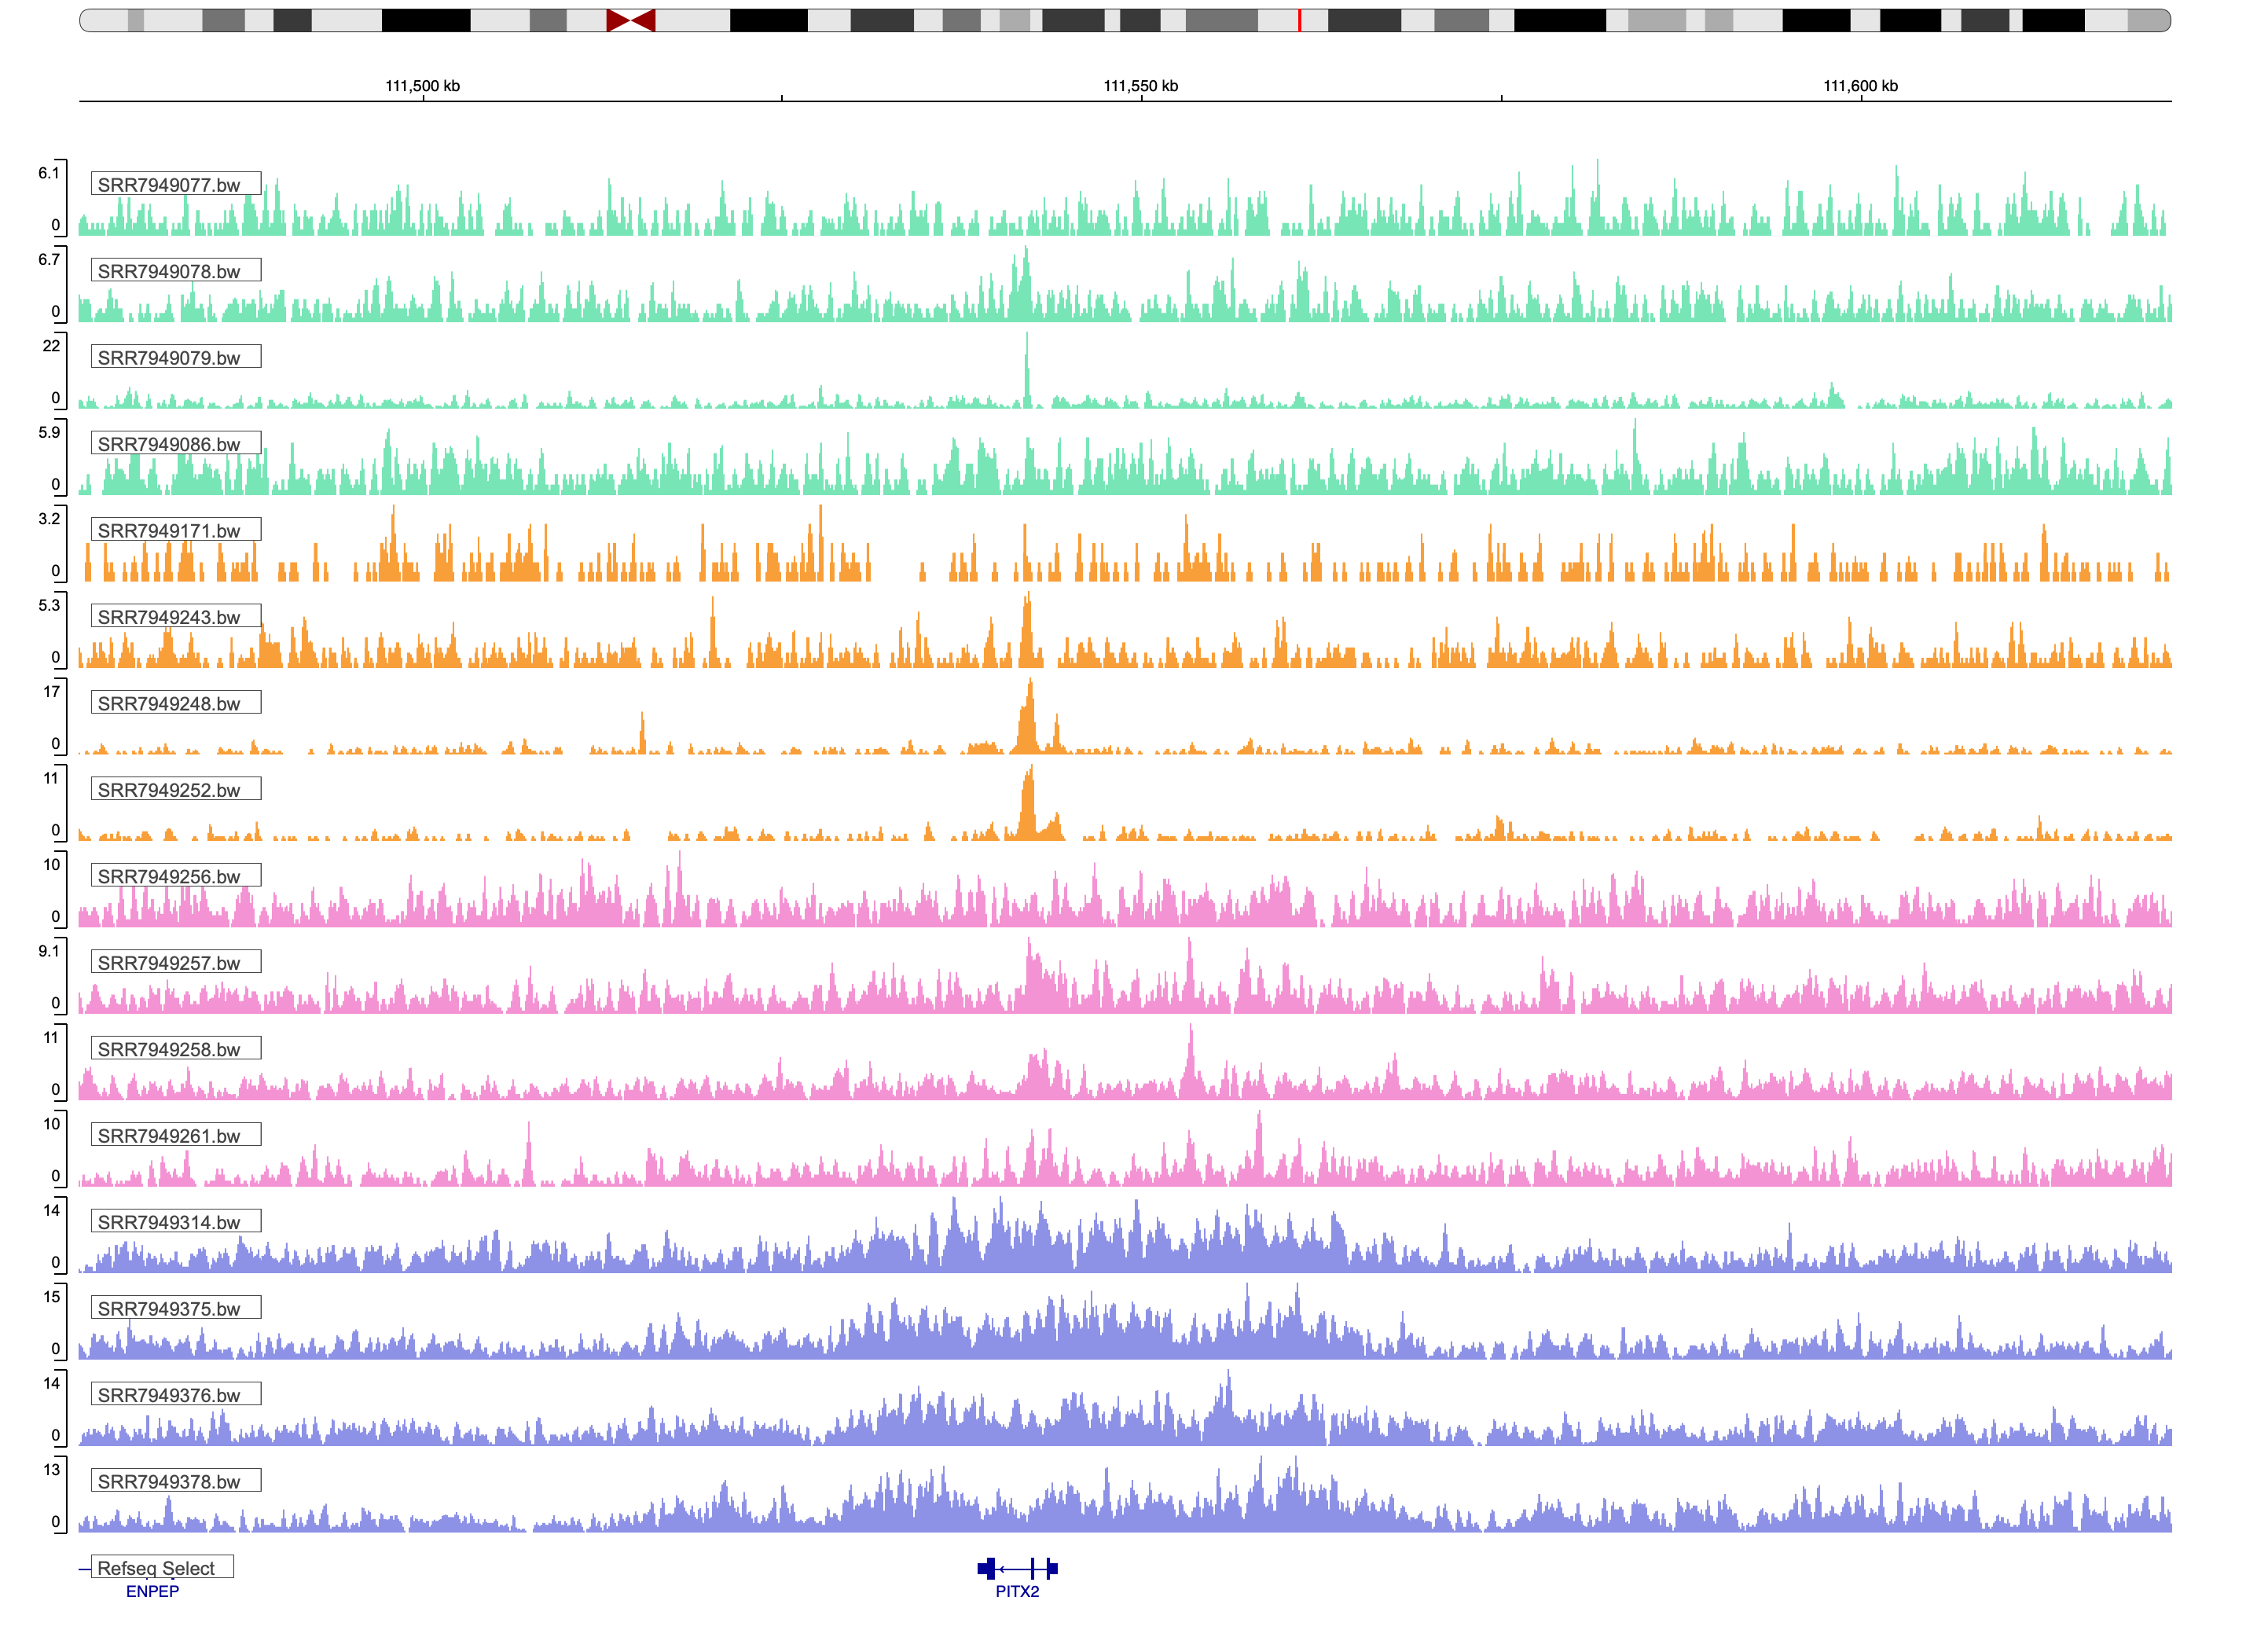 111,500 kb 111,550 kb 111,600 kb
6.1
SRR7949077.bw
0
6.7
SRR7949078.bw
0
22
SRR7949079.bw
0
5.9
SRR7949086.bw
0
3.2
SRR7949171.bw
0
5.3
SRR7949243.bw
0
17
SRR7949248.bw
0
11
SRR7949252.bw
0
10
SRR7949256.bw
0
9.1
SRR7949257.bw
0
11
SRR7949258.bw
0
10
SRR7949261.bw
0
14
SRR7949314.bw
0
15
SRR7949375.bw
0
14
SRR7949376.bw
0
13
SRR7949378.bw
0
Refseq Select
ENPEP PITX2